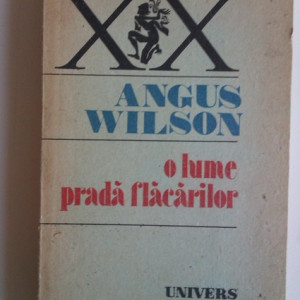 XX
ANGUS
WILSON
o lume
pradă flăcărilor
UNIVERS